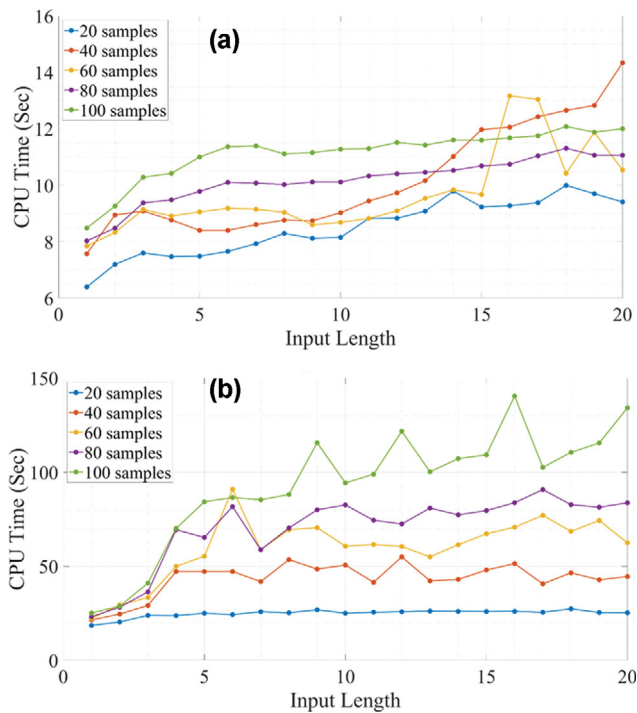 (a)
20 samples
40 samples
60 samples
80 samples
100 samples
CPU Time (Sec)
16
14
12
10
8
6
0 5 10 15 20
Input Length
(b)
20 samples
40 samples
60 samples
80 samples
100 samples
CPU Time (Sec)
150
100
50
0
0 5 10 15 20
Input Length